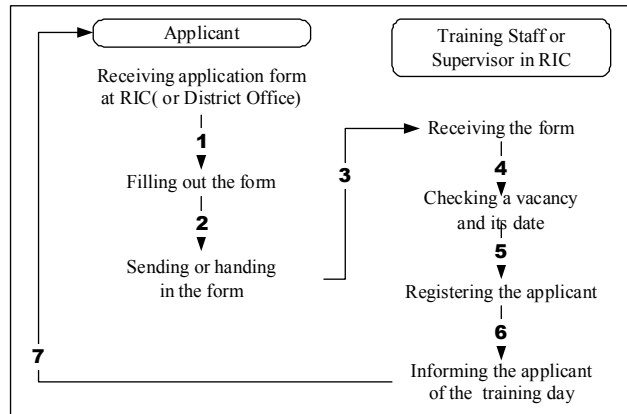 Applicant
Receiving application form
at RIC( or District Office)
1
Filling out the form
2
Sending or handing
in the form
3
Training Staff or
Supervisor in RIC
Receiving the form
4
Checking a vacancy
and its date
5
Registering the applicant
6
Informing the applicant
of the training day
7